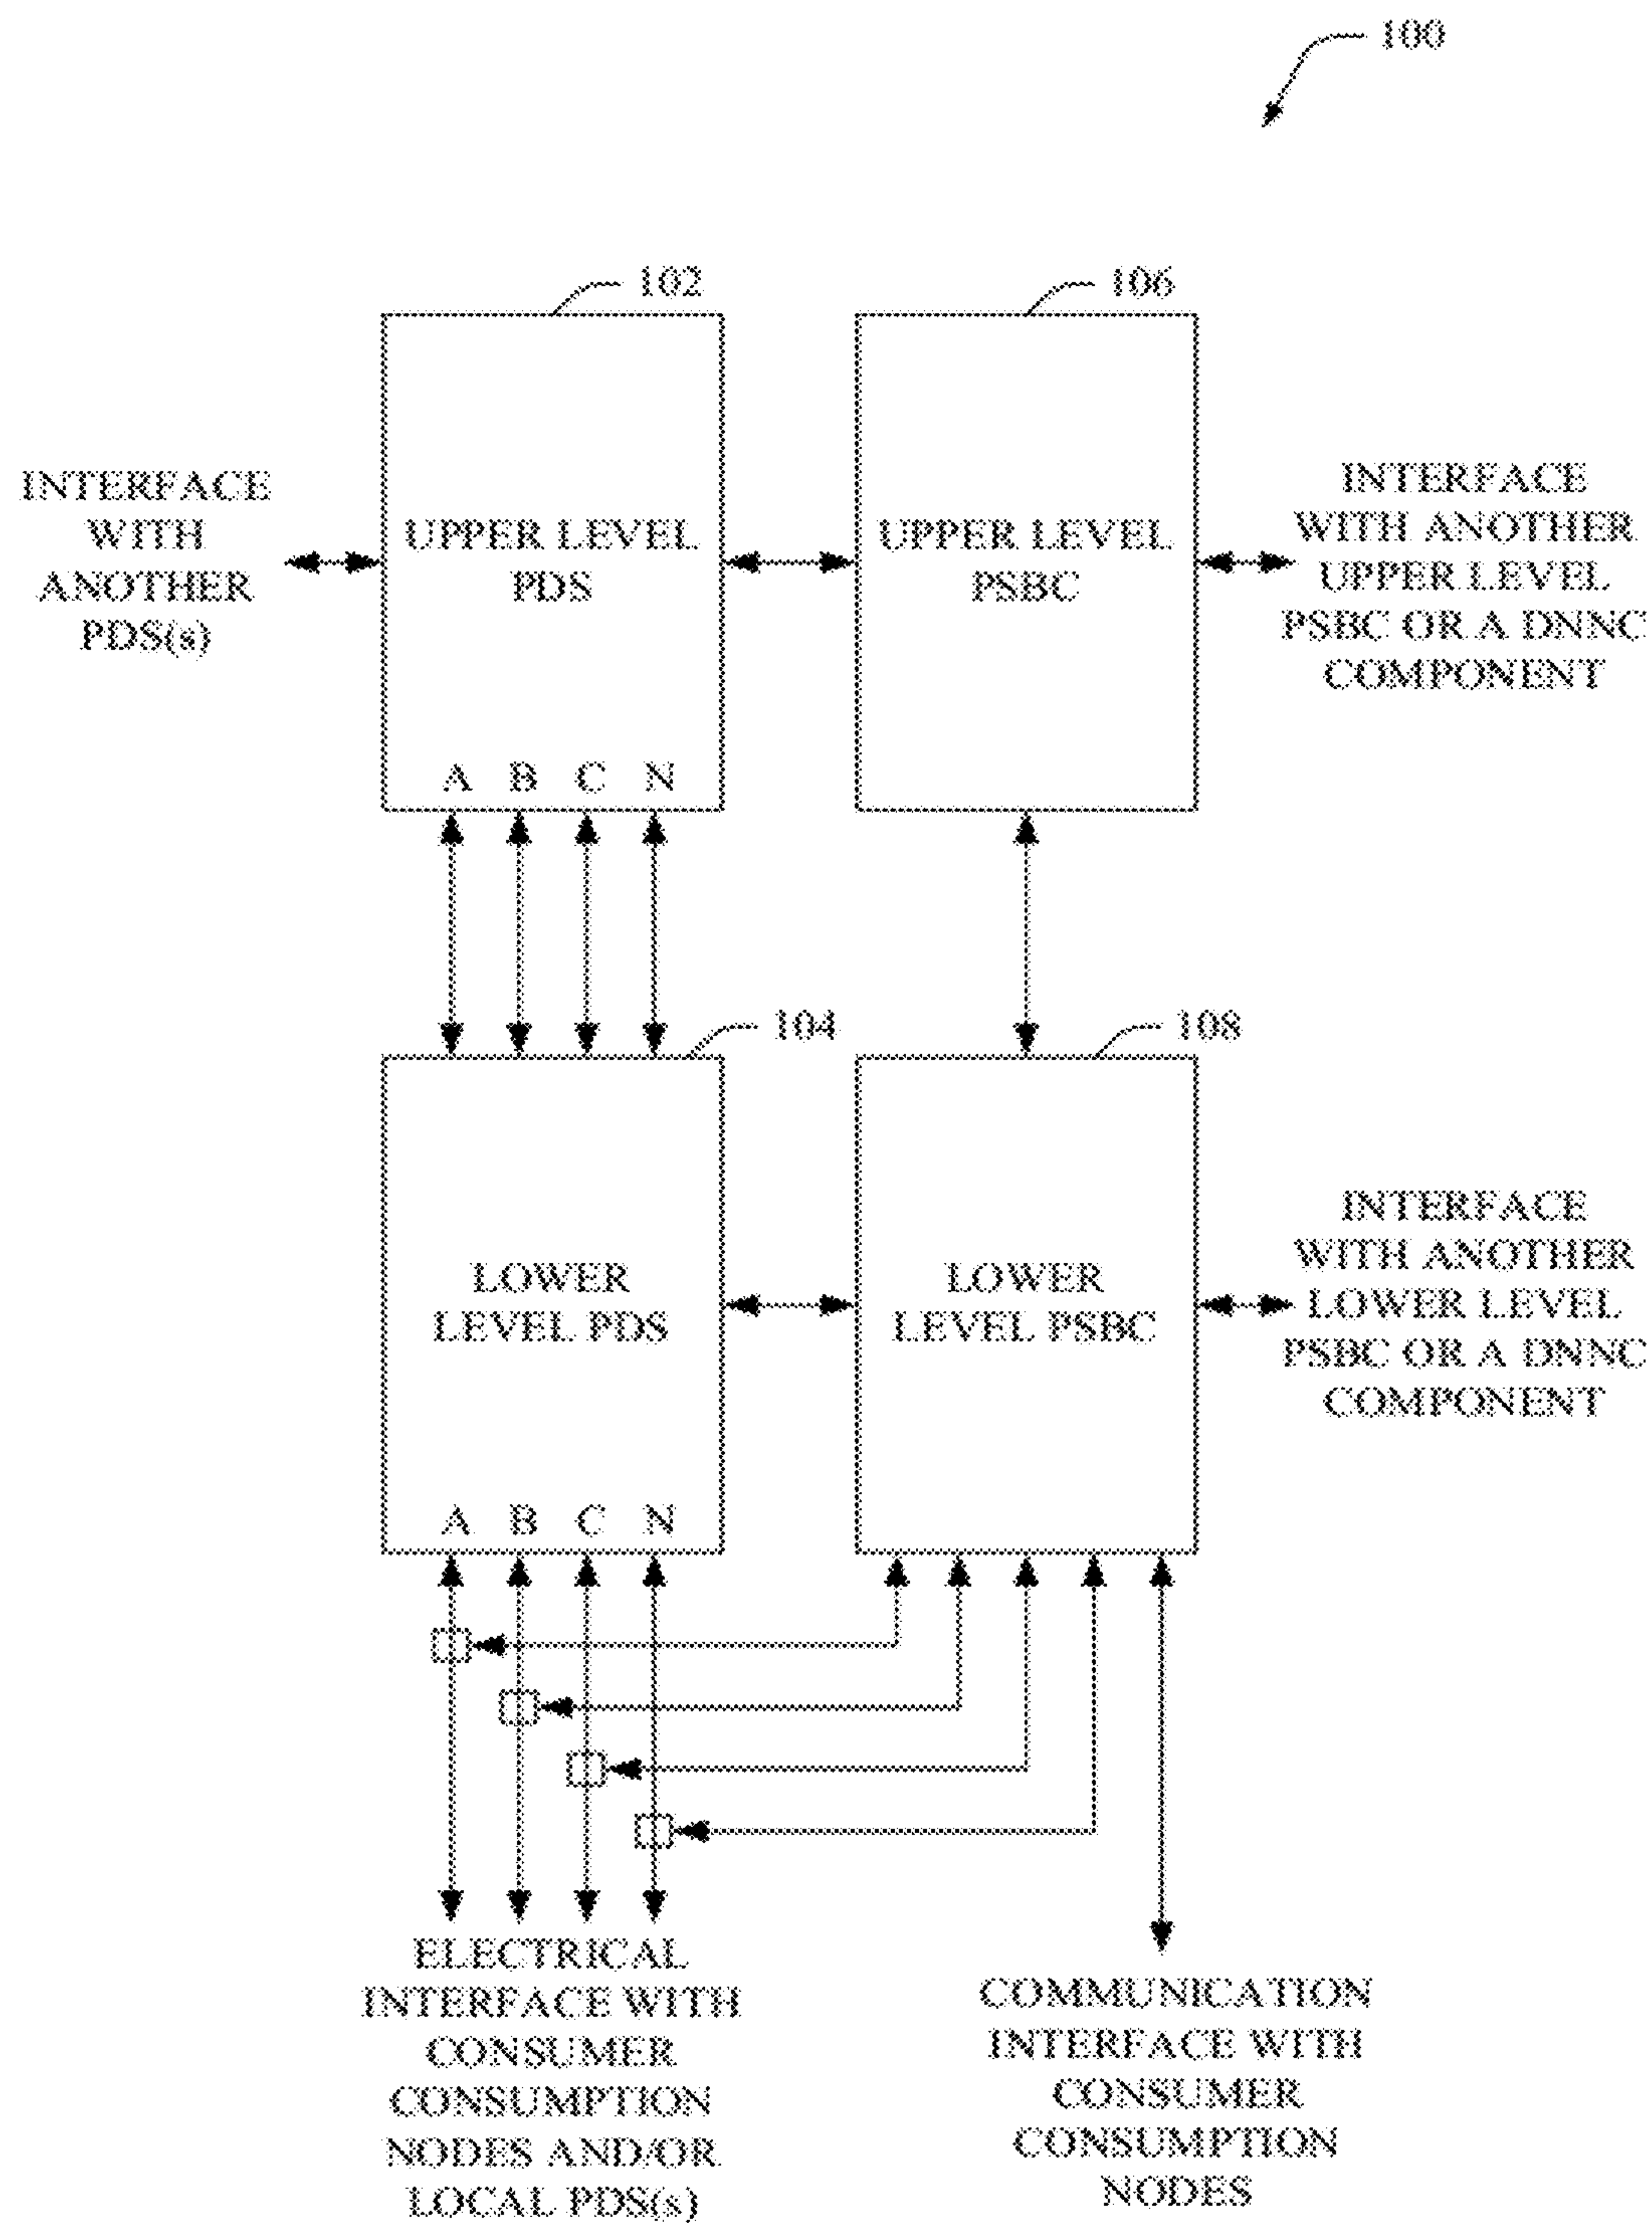 100
102
106
INTERFACE
WITH
ANOTHER
PDS(s)
UPPER LEVEL
PDS
UPPER LEVEL
PSBC
INTERFACE
WITH ANOTHER
UPPER LEVEL
PSBC OR A DNNC
COMPONENT
A B C N
104
108
LOWER
LEVEL PDS
LOWER
LEVEL PSBC
INTERFACE
WITH ANOTHER
LOWER LEVEL
PSBC OR A DNNC
COMPONENT
A B C N
ELECTRICAL
INTERFACE WITH
CONSUMER
CONSUMPTION
NODES AND/OR
LOCAL PDS(s)
COMMUNICATION
INTERFACE WITH
CONSUMER
CONSUMPTION
NODES